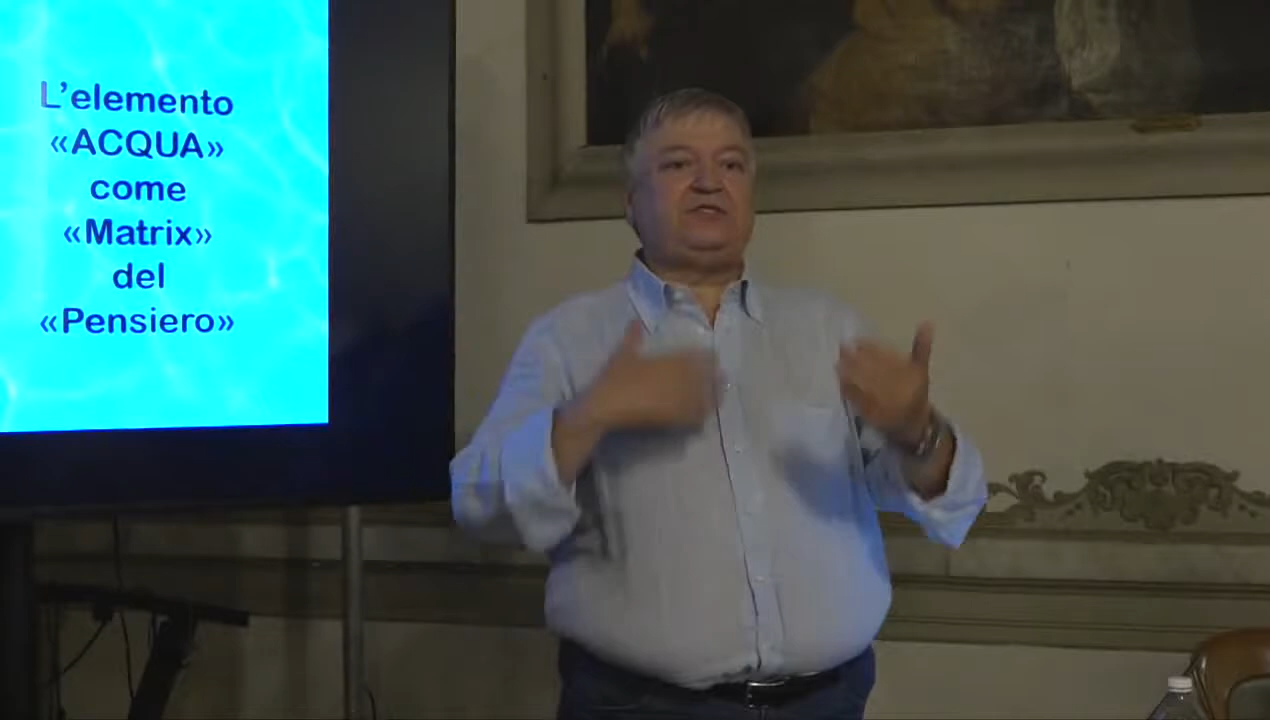 L'elemento
«ACQUA»
come
«Matrix»
del
«Pensiero»